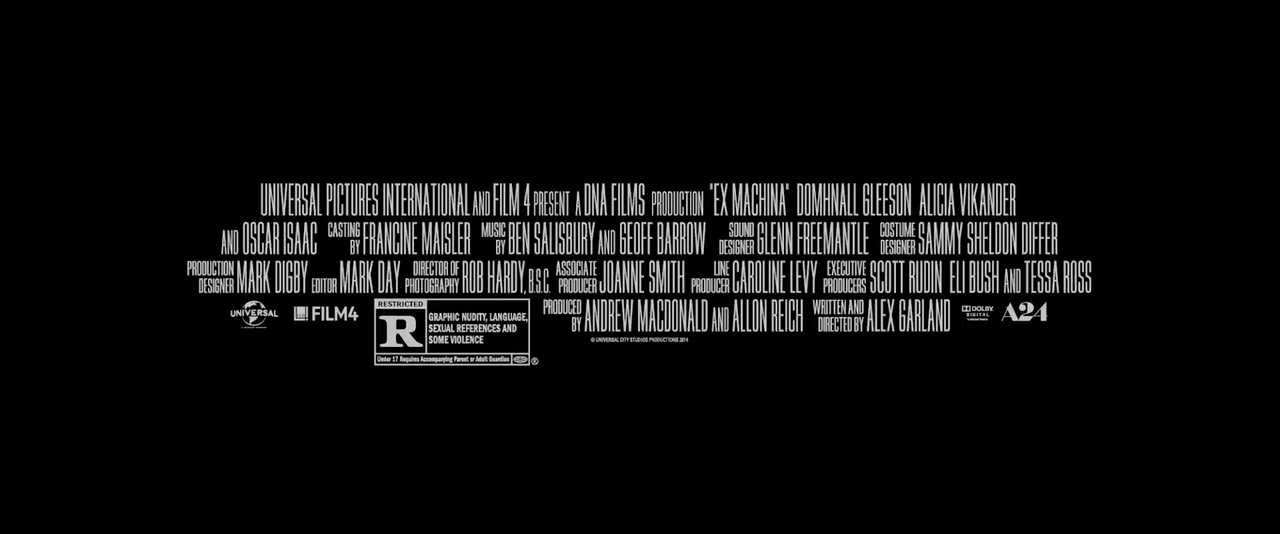 UNIVERSAL PICTURES INTERNATIONAL AND FILM 4 PRESENT A DNA FILMS PRODUCTION "EX MACHINA" DOMHNALL GLEESON ALICIA VIKANDER
AND OSCAR ISAAC CASTING BY FRANCINE MAISLER MUSIC BY BEN SALISBURY AND GEOFF BARROW SOUND DESIGNER GLENN FREEMANTLE COSTUME DESIGNER SAMMY SHELDON DIFFER
PRODUCTION DESIGNER MARK DIGBY EDITOR MARK DAY DIRECTOR OF PHOTOGRAPHY ROB HARDY, B.S.C. ASSOCIATE PRODUCER JOANNE SMITH LINE PRODUCER CAROLINE LEVY EXECUTIVE PRODUCERS SCOTT RUDIN ELI BUSH AND TESSA ROSS
PRODUCED BY ANDREW MACDONALD AND ALLON REICH WRITTEN AND DIRECTED BY ALEX GARLAND
UNIVERSAL
FILM4
RESTRICTED
R
GRAPHIC NUDITY, LANGUAGE,
SEXUAL REFERENCES AND
SOME VIOLENCE
Under 17 Requires Accompanying Parent or Adult Guardian
®
© UNIVERSAL CITY STUDIOS PRODUCTIONS 2014
DOLBY
DIGITAL
A24